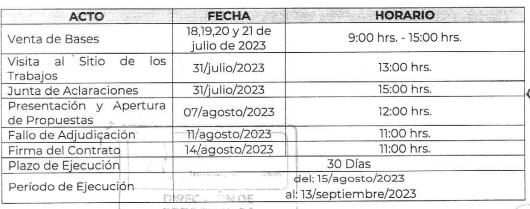 ACTO FECHA HORARIO
Venta de Bases 18,19,20 y 21 de julio de 2023 9:00 hrs. - 15:00 hrs.
Visita al Sitio de los Trabajos 31/julio/2023 13:00 hrs.
Junta de Aclaraciones 31/julio/2023 15:00 hrs.
Presentación y Apertura de Propuestas 07/agosto/2023 12:00 hrs.
Fallo de Adjudicación 11/agosto/2023 11:00 hrs.
Firma del Contrato 14/agosto/2023 11:00 hrs.
Plazo de Ejecución 30 Días
Período de Ejecución del: 15/agosto/2023
al: 13/septiembre/2023